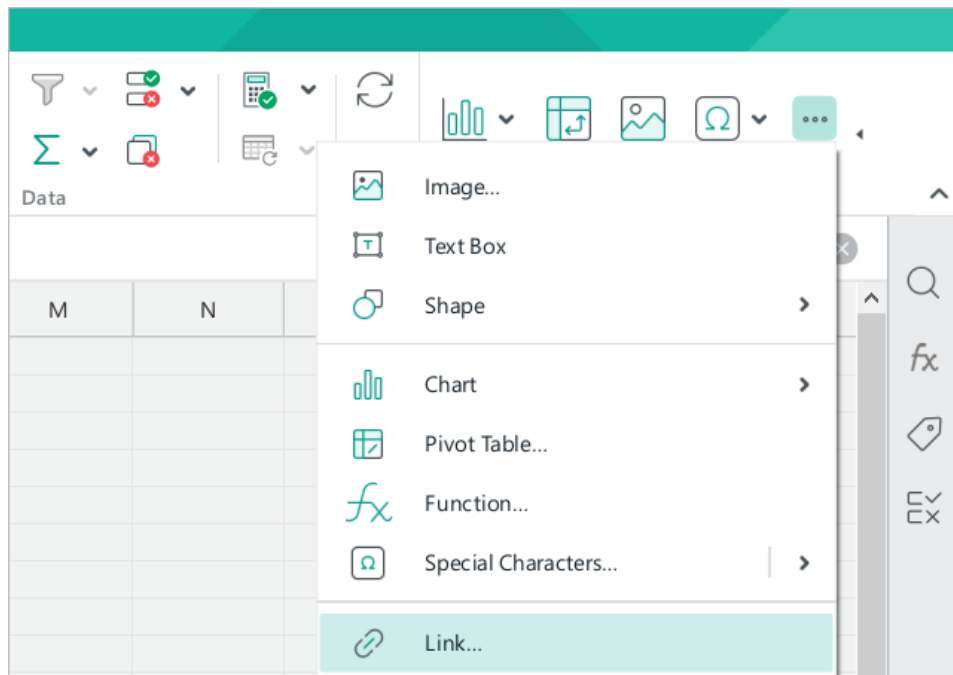 Data
M
N
Image...
Text Box
Shape
Chart
Pivot Table...
Function...
Special Characters...
Link...